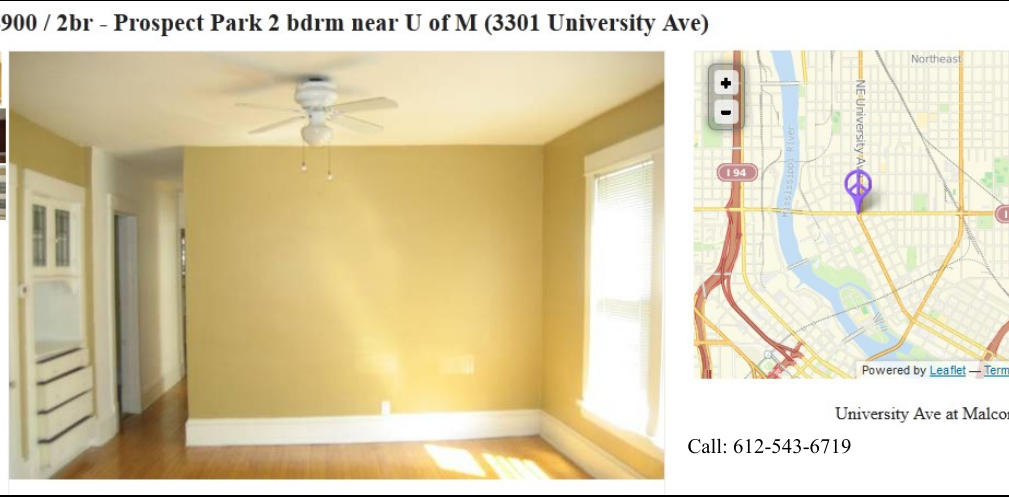 900 / 2br - Prospect Park 2 bdrm near U of M (3301 University Ave)
Northeast
+
-
NE University Ave
Mississippi River
I 94
Powered by Leaflet — Term
University Ave at Malco
Call: 612-543-6719